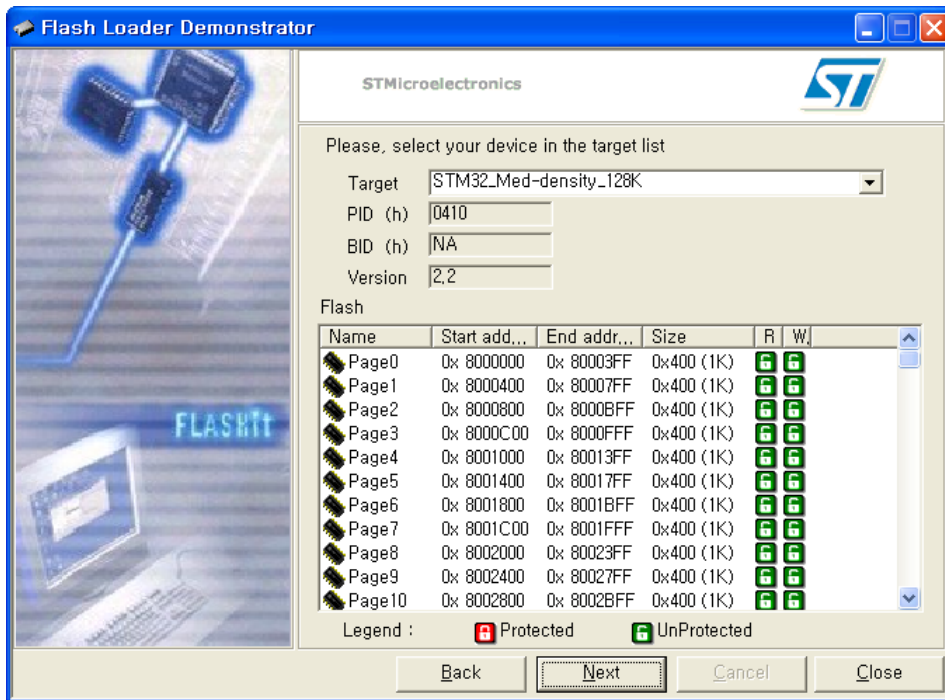 Flash Loader Demonstrator
STMicroelectronics
ST
Please, select your device in the target list
Target STM32_Med-density_128K
PID (h) 0410
BID (h) NA
Version 2.2
Flash
Name Start add... End addr... Size R W.
Page0 0x 8000000 0x 80003FF 0x400 (1K)
Page1 0x 8000400 0x 80007FF 0x400 (1K)
Page2 0x 8000800 0x 8000BFF 0x400 (1K)
Page3 0x 8000C00 0x 8000FFF 0x400 (1K)
Page4 0x 8001000 0x 80013FF 0x400 (1K)
Page5 0x 8001400 0x 80017FF 0x400 (1K)
Page6 0x 8001800 0x 8001BFF 0x400 (1K)
Page7 0x 8001C00 0x 8001FFF 0x400 (1K)
Page8 0x 8002000 0x 80023FF 0x400 (1K)
Page9 0x 8002400 0x 80027FF 0x400 (1K)
Page10 0x 8002800 0x 8002BFF 0x400 (1K)
Legend : Protected UnProtected
FLASHit
Back Next Cancel Close